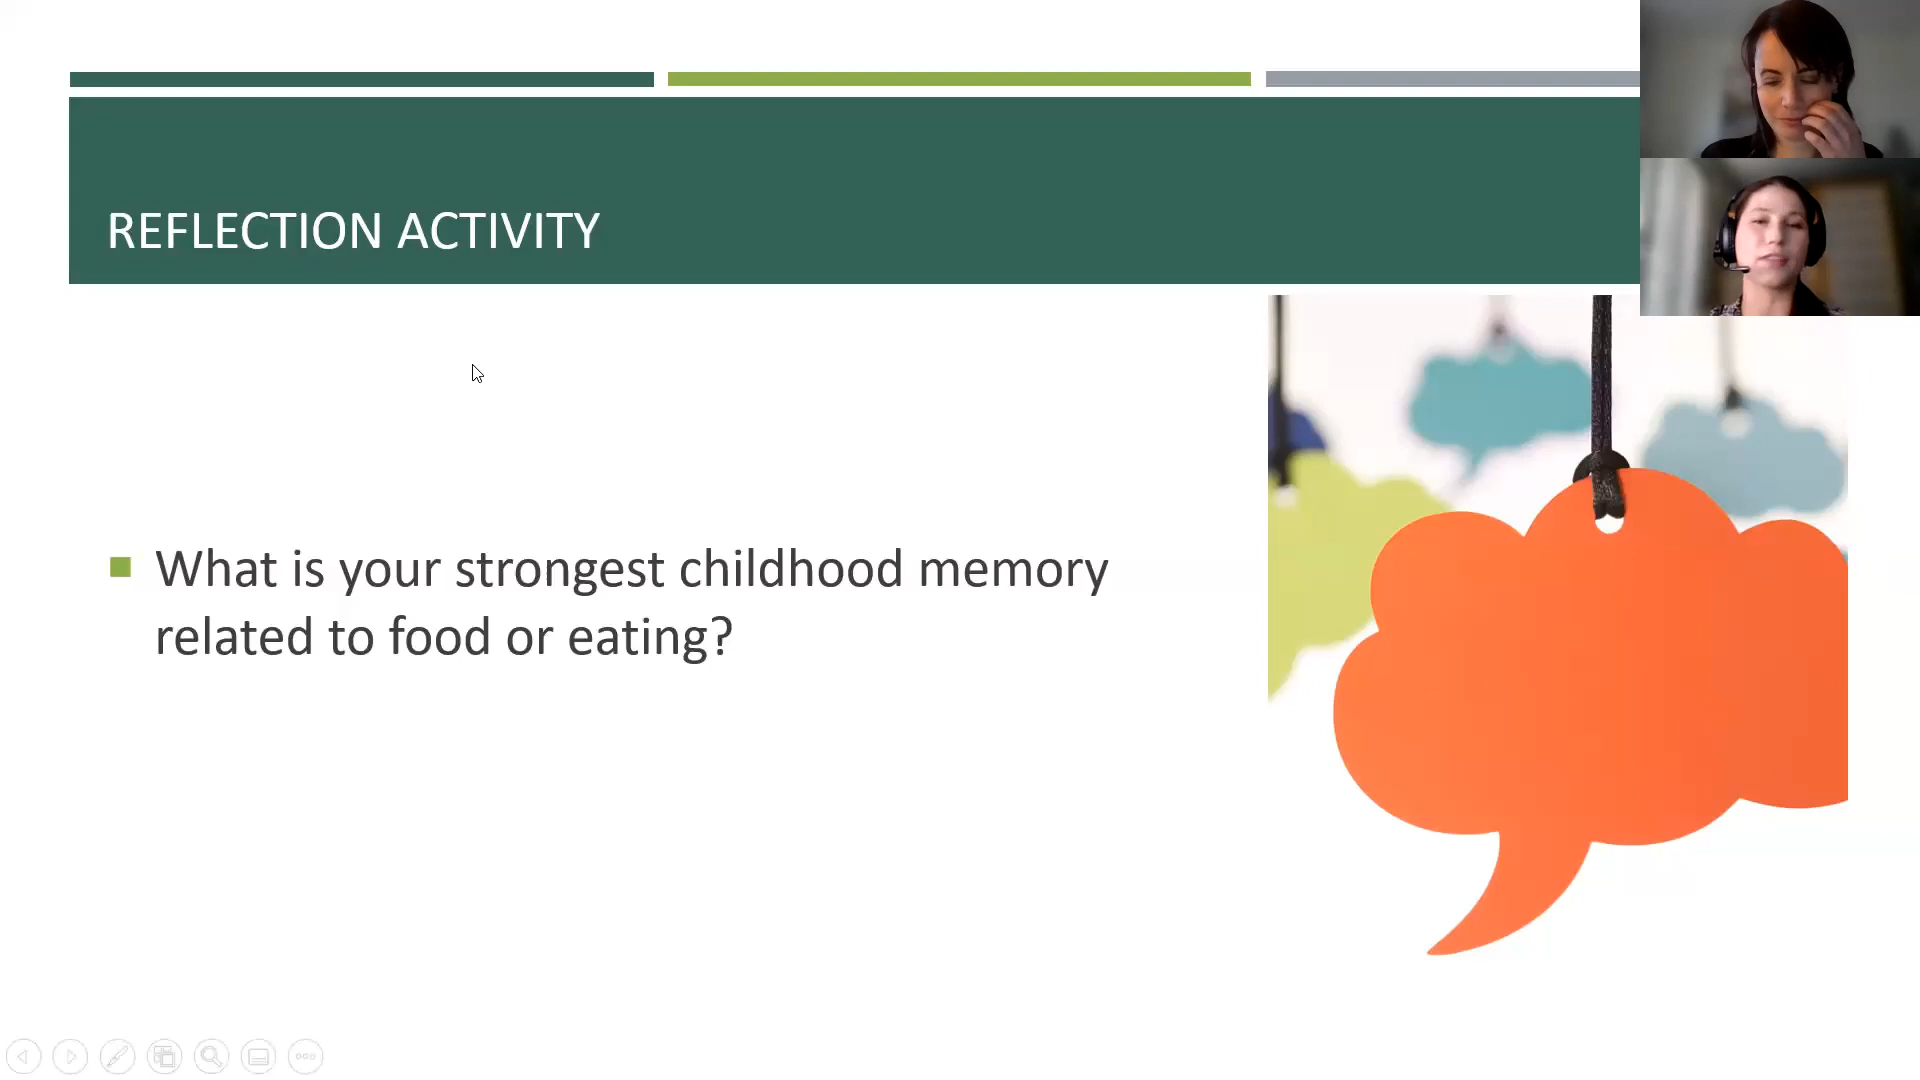 REFLECTION ACTIVITY
What is your strongest childhood memory
related to food or eating?